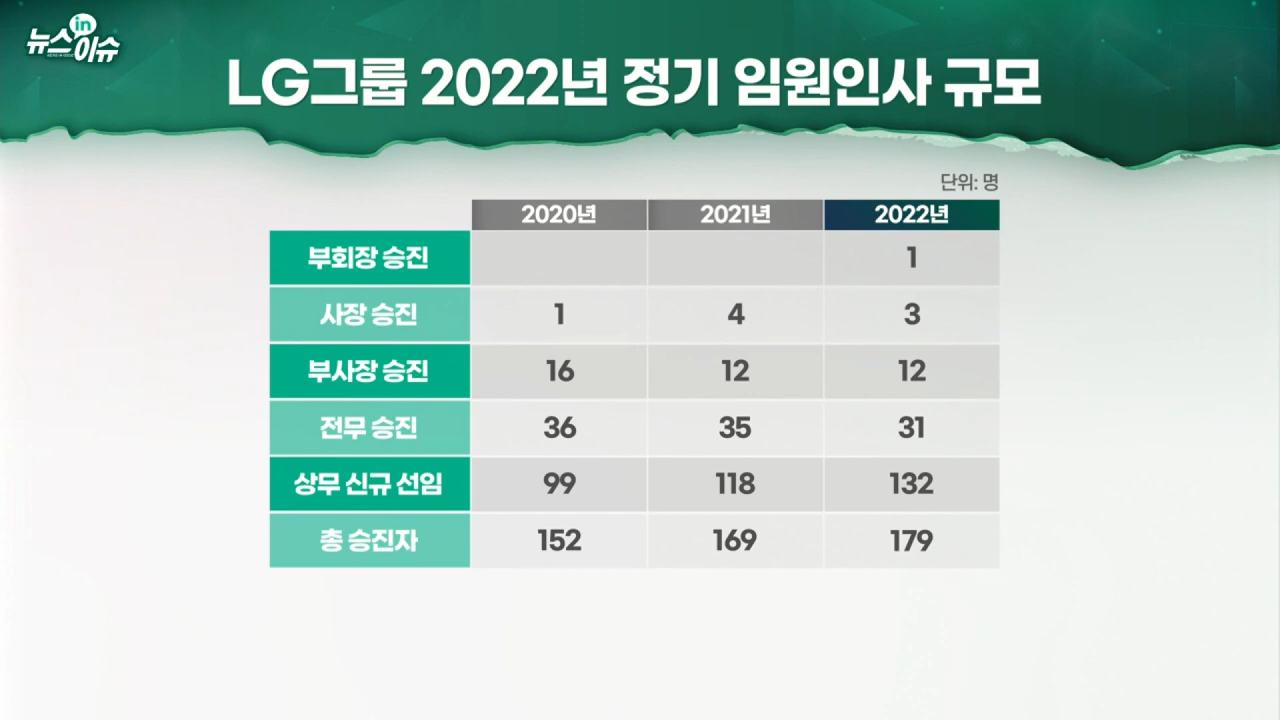 뉴스in이슈
LG그룹 2022년 정기 임원인사 규모
단위: 명
2020년 2021년 2022년
부회장 승진 1
사장 승진 1 4 3
부사장 승진 16 12 12
전무 승진 36 35 31
상무 신규 선임 99 118 132
총 승진자 152 169 179